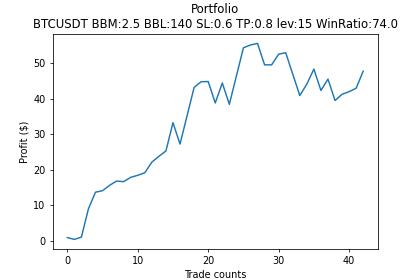 Portfolio
BTCUSDT BBM:2.5 BBL:140 SL:0.6 TP:0.8 lev:15 WinRatio:74.0
Profit ($)
50
40
30
20
10
0
0 10 20 30 40
Trade counts